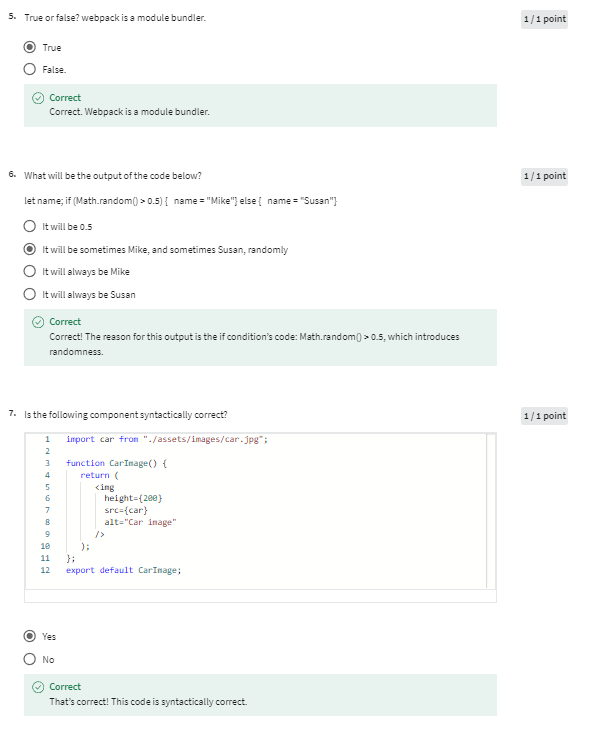 5. True or false? webpack is a module bundler.
1 / 1 point
True
False.
Correct
Correct. Webpack is a module bundler.
6. What will be the output of the code below?
1 / 1 point
let name; if (Math.random() > 0.5) { name = "Mike"} else { name = "Susan"}
It will be 0.5
It will be sometimes Mike, and sometimes Susan, randomly
It will always be Mike
It will always be Susan
Correct
Correct! The reason for this output is the if condition's code: Math.random() > 0.5, which introduces
randomness.
7. Is the following component syntactically correct?
1 / 1 point
1 import car from "./assets/images/car.jpg";
2
3 function CarImage() {
4 return (
5 <img
6 height={200}
7 src={car}
8 alt="Car image"
9 />
10 );
11 };
12 export default CarImage;
Yes
No
Correct
That's correct! This code is syntactically correct.